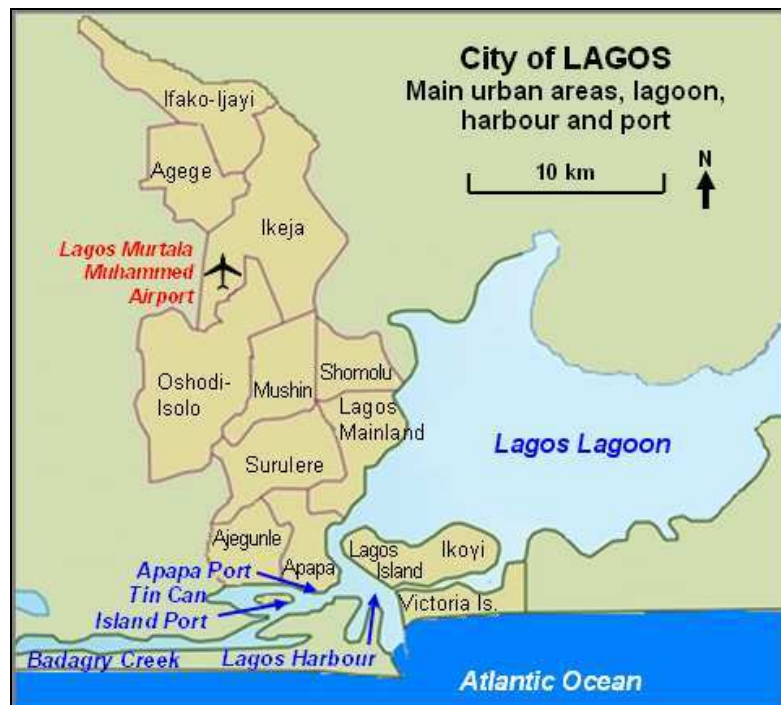 City of LAGOS
Main urban areas, lagoon,
harbour and port
10 km
N
Ifako-Ijayi
Agege
Ikeja
Lagos Murtala
Muhammed
Airport
Oshodi-
Isolo
Mushin
Shomolu
Lagos
Mainland
Surulere
Lagos Lagoon
Ajegunle
Apapa
Lagos
Island
Ikoyi
Victoria Is.
Apapa Port
Tin Can
Island Port
Lagos Harbour
Badagry Creek
Atlantic Ocean